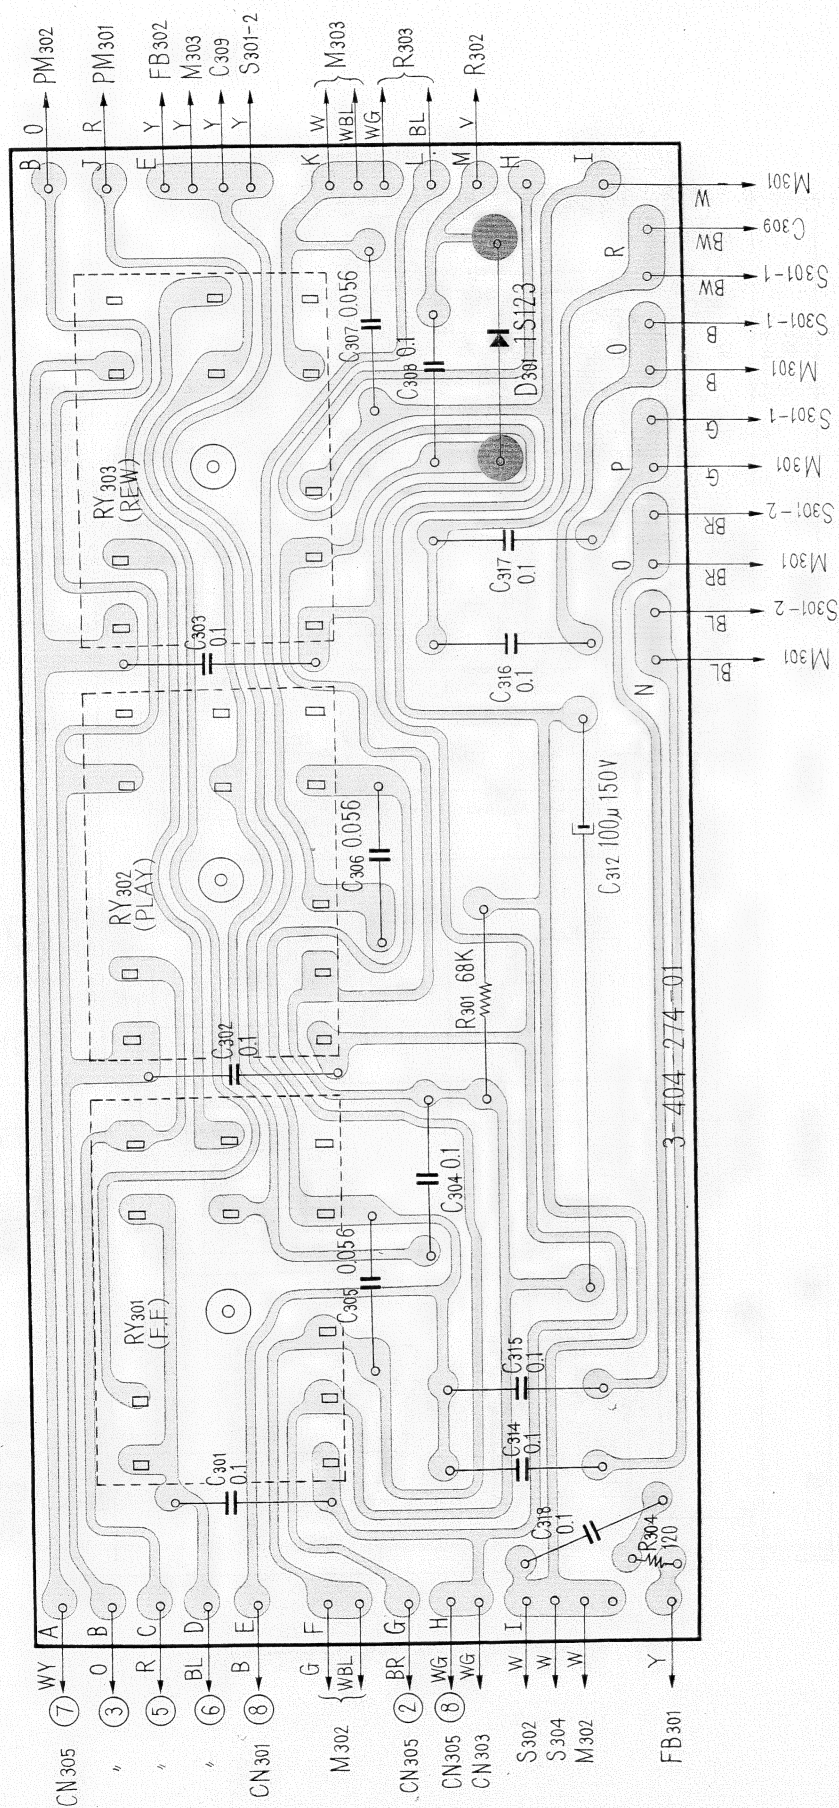 PM302 O B
PM301 R J
FB302 Y E
M303 Y
C309 Y
S301-2 Y
M303 W K
WBL
R303 WG
BL L
R302 V M
H
I W M301
R BW C309
BW S301-1
O B S301-1
B M301
P G S301-1
G M301
O BR S301-2
BR M301
N BL S301-2
BL M301
RY303
(REW)
C307 0.056
C308 0.1
D301 1S123
C303
0.1
C317
0.1
C316
0.1
RY302
(PLAY)
C306 0.056
C312 100μ 150V
R301 68K
C302
0.1
3-404-274-01
RY301
(F.F)
C304 0.1
C305 0.056
C315
0.1
C314
0.1
C301
0.1
C318
0.1
R304
120
CN305 7 WY A
" 3 O B
" 5 R C
" 6 BL D
CN301 8 B E
M302 G F
WBL
CN305 2 BR G
CN305 8 WG H
CN303 WG
S302 W I
S304 W
M302 W
FB301 Y